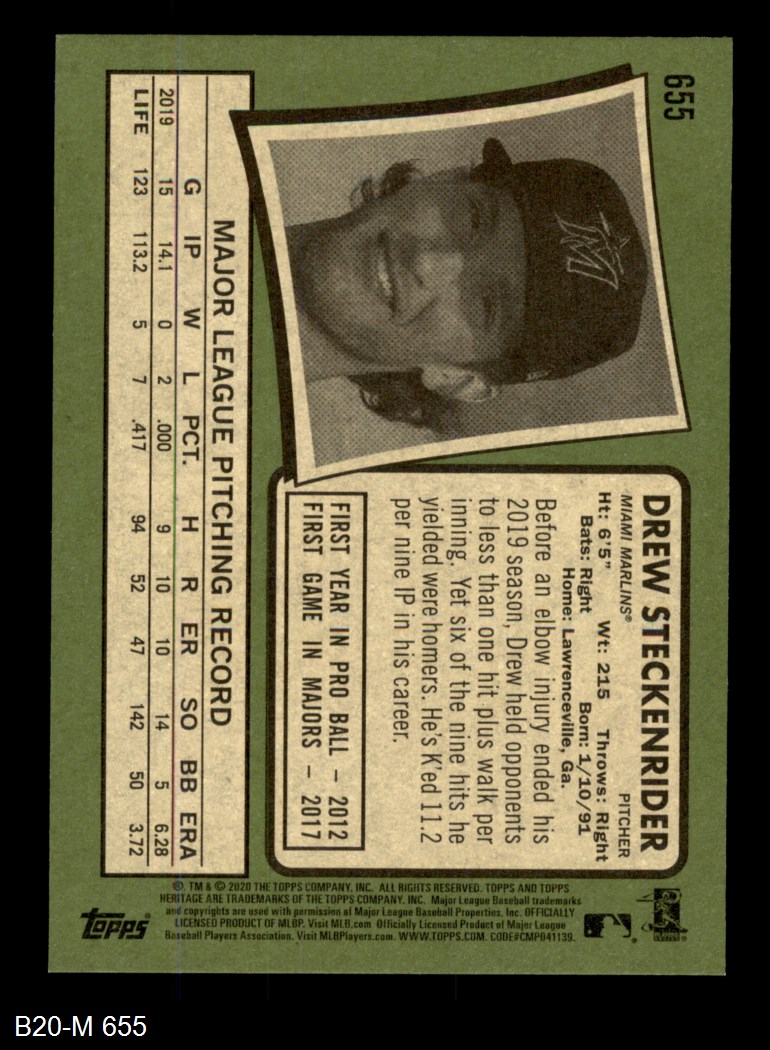 655
DREW STECKENRIDER
MIAMI MARLINS® PITCHER
Ht: 6'5" Wt: 215 Throws: Right
Bats: Right Born: 1/10/91
Home: Lawrenceville, Ga.
Before an elbow injury ended his
2019 season, Drew held opponents
to less than one hit plus walk per
inning. Yet six of the nine hits he
yielded were homers. He's K'ed 11.2
per nine IP in his career.
FIRST YEAR IN PRO BALL – 2012
FIRST GAME IN MAJORS – 2017
MAJOR LEAGUE PITCHING RECORD
G IP W L PCT. H R ER SO BB ERA
2019 15 14.1 0 2 .000 9 10 10 14 5 6.28
LIFE 123 113.2 5 7 .417 94 52 47 142 50 3.72
®, TM & © 2020 THE TOPPS COMPANY, INC. ALL RIGHTS RESERVED. TOPPS AND TOPPS
HERITAGE ARE TRADEMARKS OF THE TOPPS COMPANY, INC. Major League Baseball trademarks
and copyrights are used with permission of Major League Baseball Properties, Inc. OFFICIALLY
LICENSED PRODUCT OF MLBP. Visit MLB.com Officially Licensed Product of Major League
Baseball Players Association. Visit MLBPlayers.com. WWW.TOPPS.COM. CODE#CMP041139.
topps®
B20-M 655